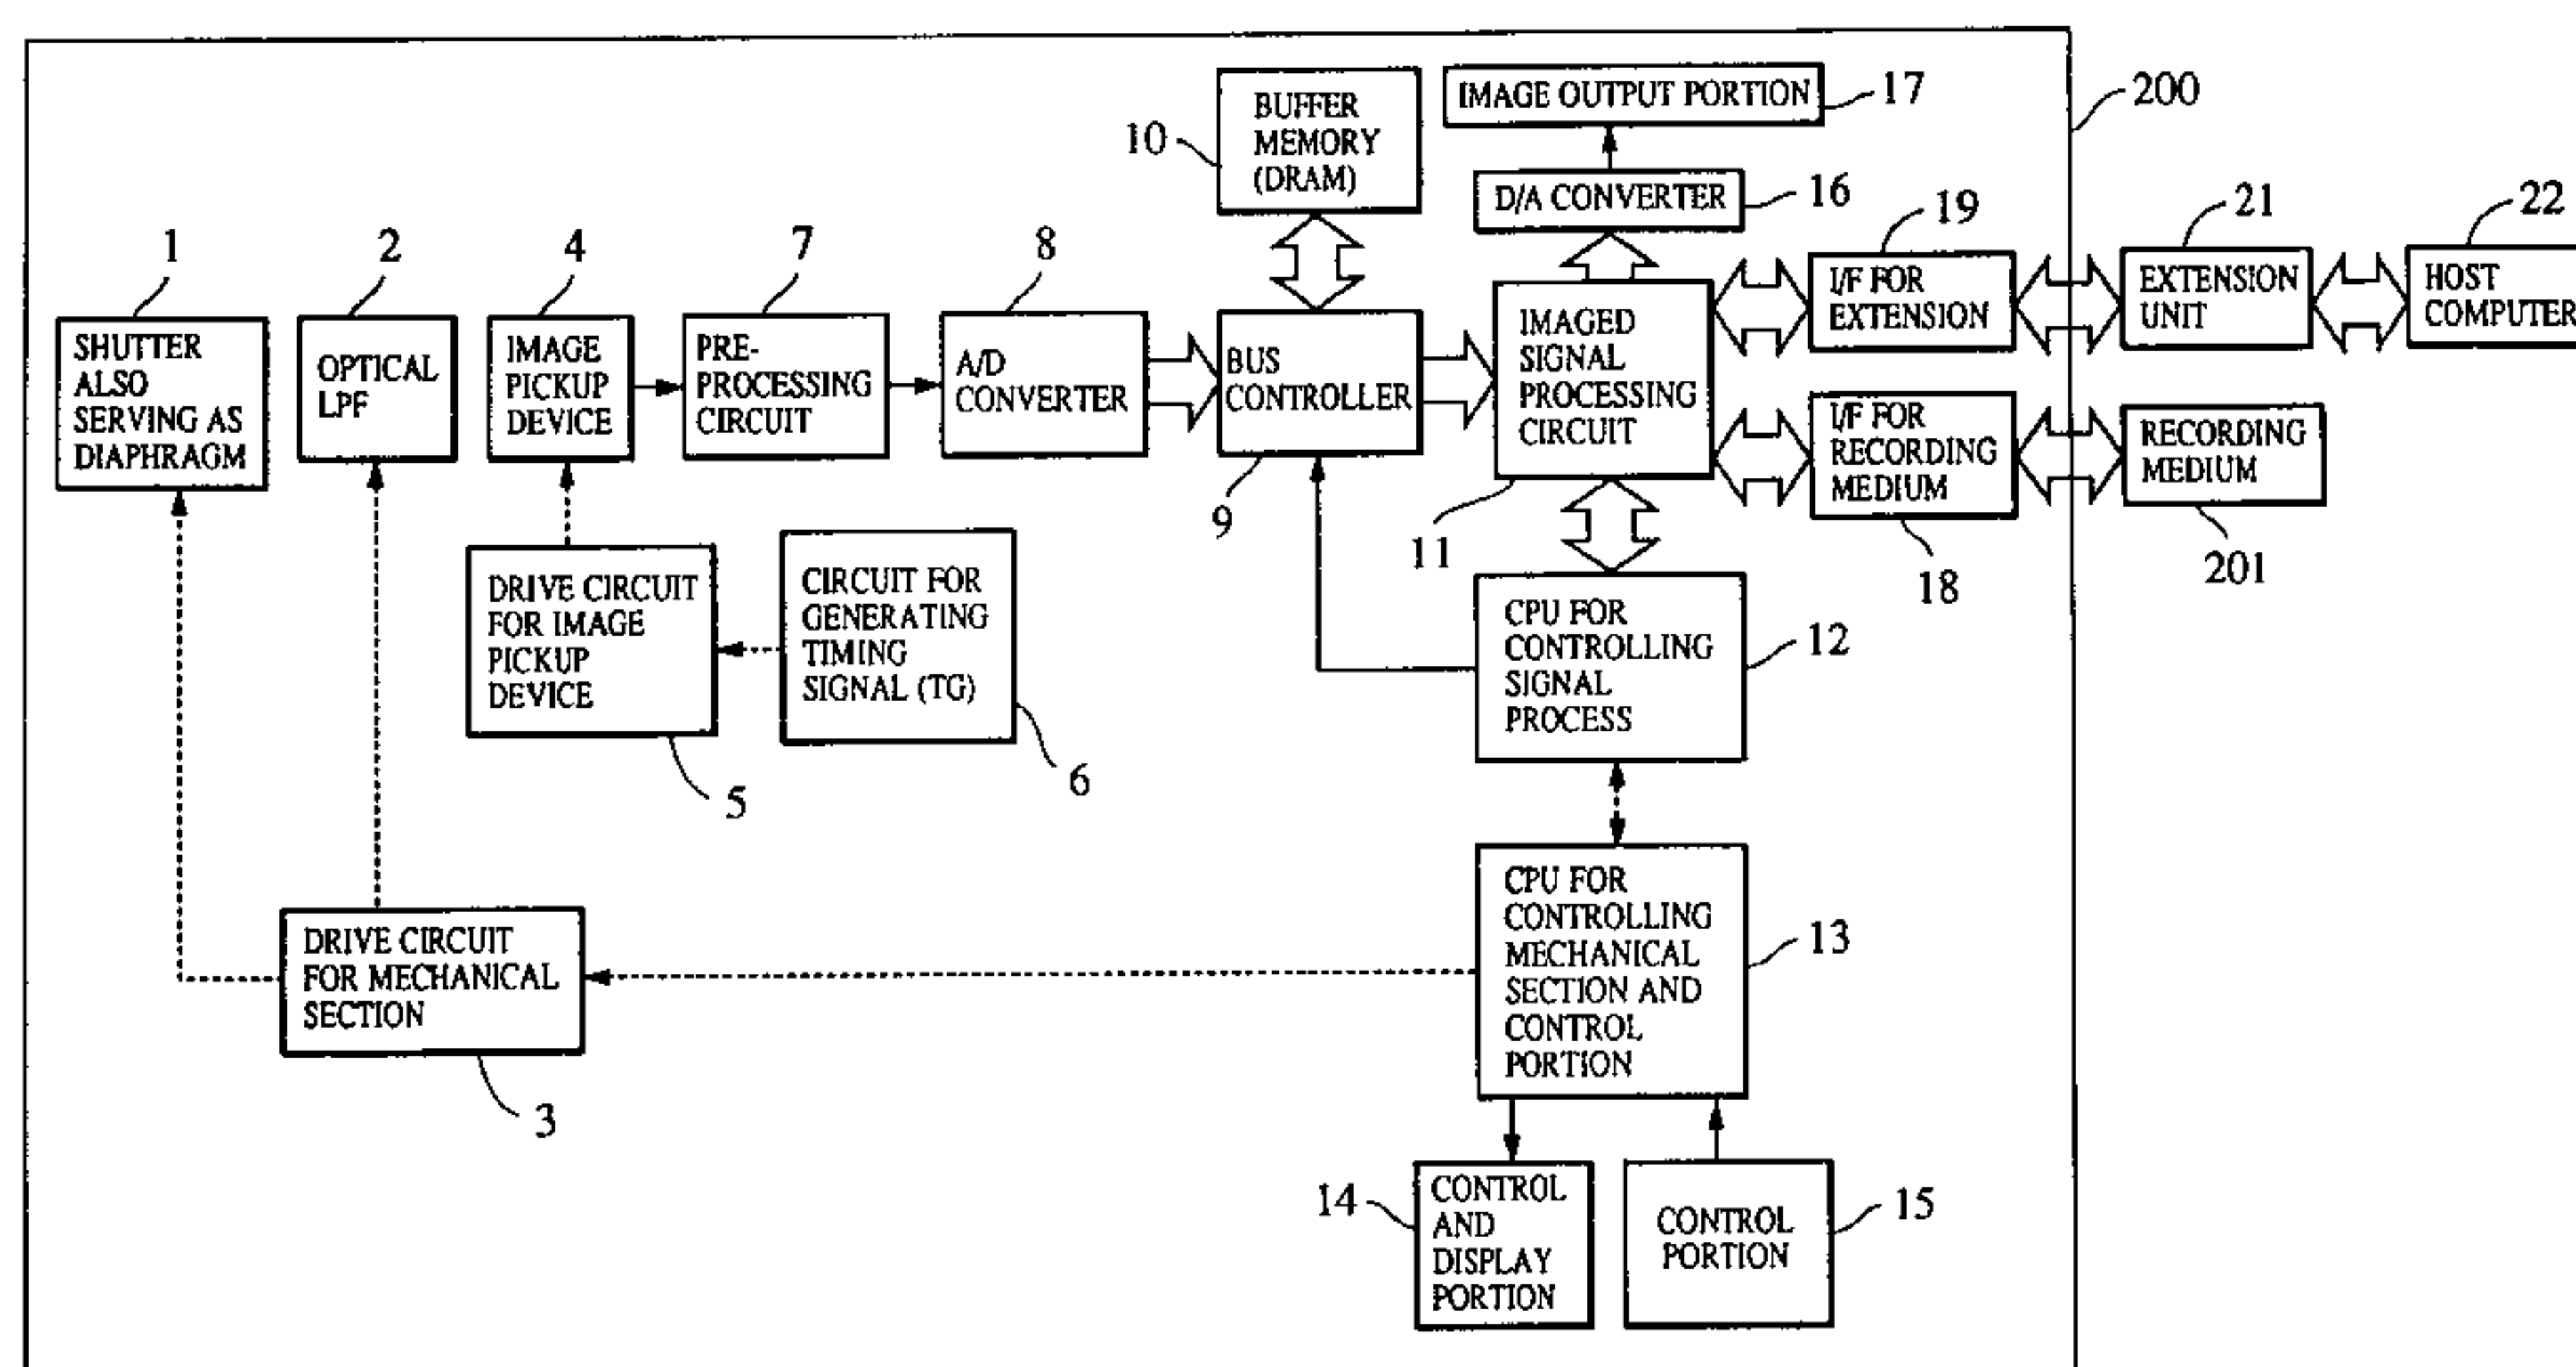 BUFFER
MEMORY
(DRAM)
10
IMAGE OUTPUT PORTION
17
200
D/A CONVERTER
16
1
SHUTTER
ALSO
SERVING AS
DIAPHRAGM
2
OPTICAL
LPF
4
IMAGE
PICKUP
DEVICE
7
PRE-
PROCESSING
CIRCUIT
8
A/D
CONVERTER
BUS
CONTROLLER
9
IMAGED
SIGNAL
PROCESSING
CIRCUIT
11
19
I/F FOR
EXTENSION
21
EXTENSION
UNIT
22
HOST
COMPUTER
I/F FOR
RECORDING
MEDIUM
18
RECORDING
MEDIUM
201
DRIVE CIRCUIT
FOR IMAGE
PICKUP
DEVICE
5
CIRCUIT FOR
GENERATING
TIMING
SIGNAL (TG)
6
CPU FOR
CONTROLLING
SIGNAL
PROCESS
12
DRIVE CIRCUIT
FOR MECHANICAL
SECTION
3
CPU FOR
CONTROLLING
MECHANICAL
SECTION AND
CONTROL
PORTION
13
14
CONTROL
AND
DISPLAY
PORTION
CONTROL
PORTION
15